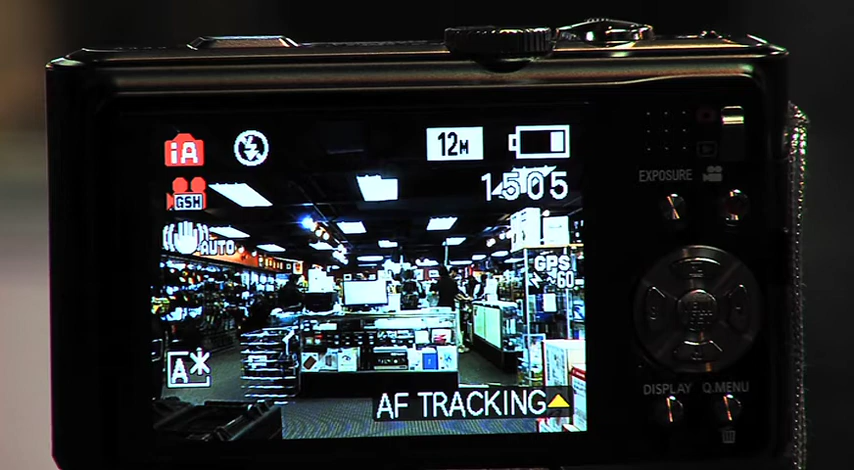 iA
12M
GSH
1505
AUTO
GPS
60
A
AF TRACKING
EXPOSURE
DISPLAY Q.MENU